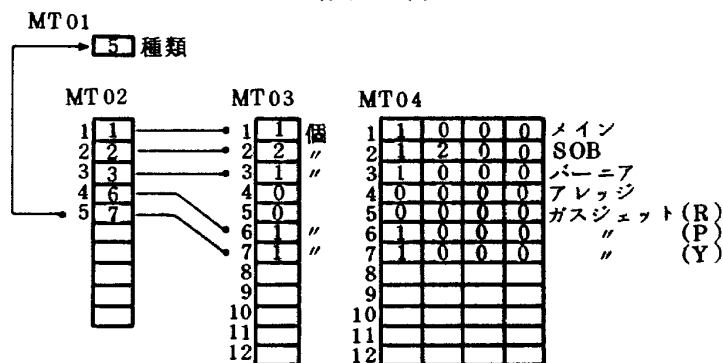 MT01
5 種類
MT02 MT03 MT04
1 1 1 1 個 1 1 0 0 0 メイン
2 2 2 2 〃 2 1 2 0 0 SOB
3 3 3 1 〃 3 1 0 0 0 バーニア
4 6 4 0 4 0 0 0 0 アレッジ
5 7 5 0 5 0 0 0 0 ガスジェット(R)
6 1 〃 6 1 0 0 0 〃 (P)
7 1 〃 7 1 0 0 0 〃 (Y)
8 8
9 9
10 10
11 11
12 12